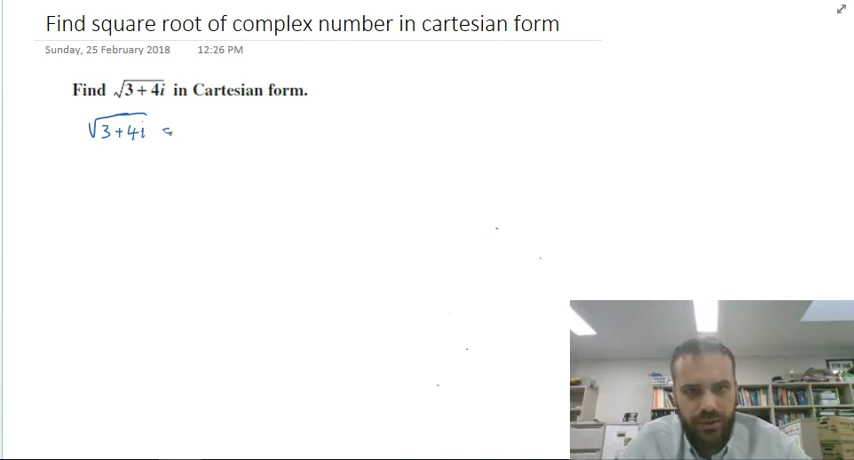 Find square root of complex number in cartesian form
Sunday, 25 February 2018 12:26 PM
Find √3 + 4i in Cartesian form.
√3+4i =